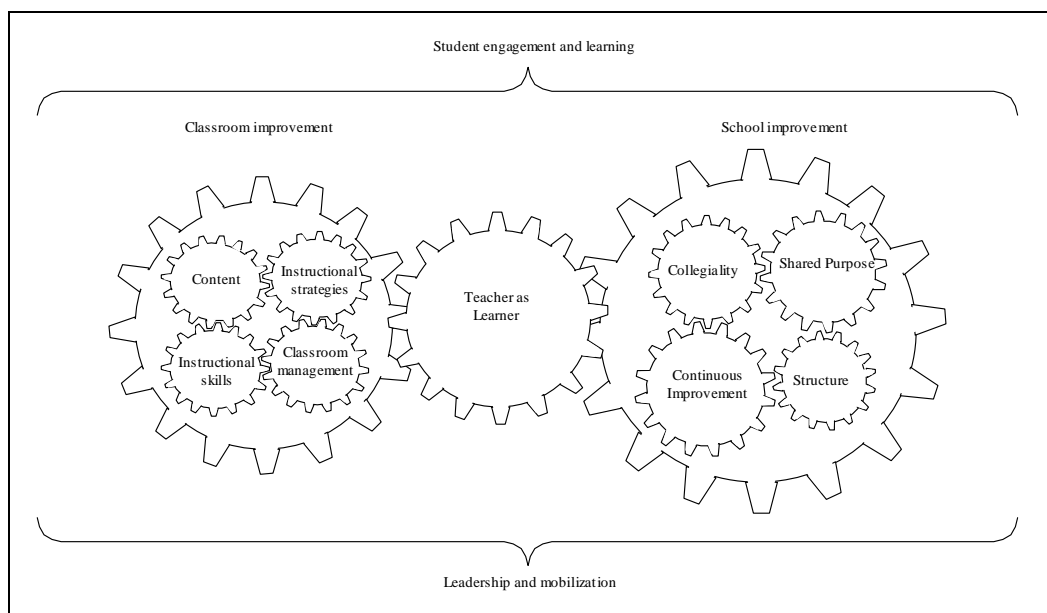 Student engagement and learning
Classroom improvement
School improvement
Content
Instructional
strategies
Instructional
skills
Classroom
management
Teacher as
Learner
Collegiality
Shared Purpose
Continuous
Improvement
Structure
Leadership and mobilization